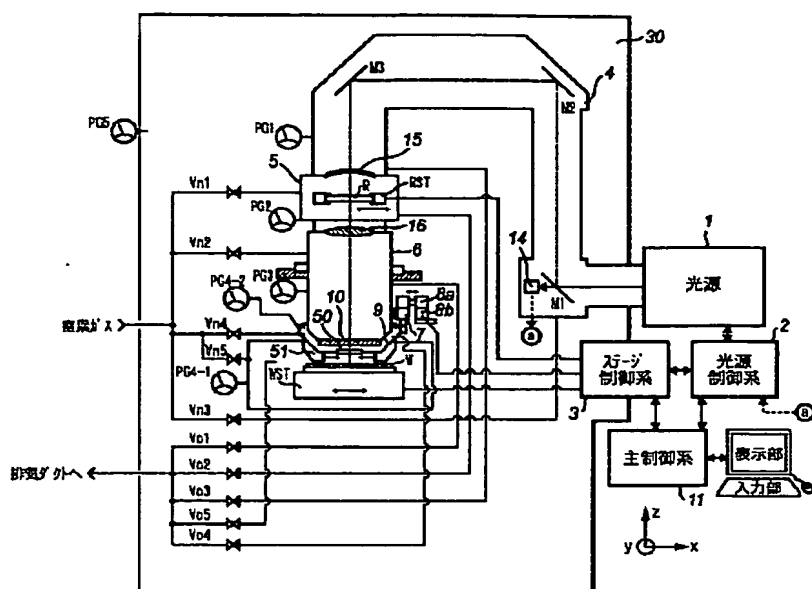 30
M3
4
M2
PG5
PG1
15
5
R
RST
Vn1
PG2
16
1
6
14
光源
Vn2
PG3
M1
PG4-2
8a
50
10
9
8b
2
7
窒素ガス
Vn4
ステージ
制御系
光源
制御系
Vn5
51
W
PG4-1
3
WST
Vn3
Vo1
主制御系
表示部
排気ダクトへ
Vo2
入力部
11
Vo3
z
Vo5
y
x
Vo4